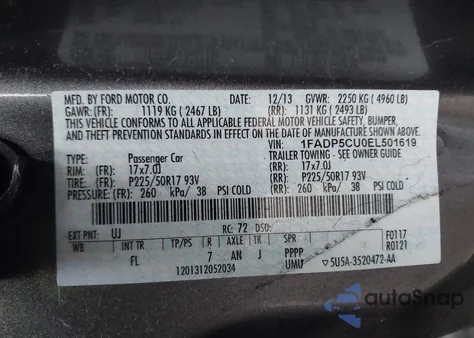 MFD. BY FORD MOTOR CO. DATE: 12/13 GVWR: 2250 KG ( 4960 LB)
GAWR: (FR): 1119 KG ( 2467 LB) (RR): 1131 KG ( 2493 LB)
THIS VEHICLE CONFORMS TO ALL APPLICABLE FEDERAL MOTOR VEHICLE SAFETY, BUMPER,
AND THEFT PREVENTION STANDARDS IN EFFECT ON THE DATE OF MANUFACTURE SHOWN ABOVE.
VIN: 1FADP5CU0EL501619
TYPE: Passenger Car TRAILER TOWING - SEE OWNER GUIDE
RIM: (FR): 17x7.0J (RR): 17x7.0J
TIRE: (FR): P225/50R17 93V (RR): P225/50R17 93V
PRESSURE: (FR): 260 kPa/ 38 PSI COLD (RR): 260 kPa/ 38 PSI COLD
EXT PNT: UJ RC: 72 DSO: F0117
WB INT TR TP/PS R AXLE TR SPR R0121
FL 7 AN J PPPP
1201312052034 UMU ▽5U5A-3520472-AA
autoSnap